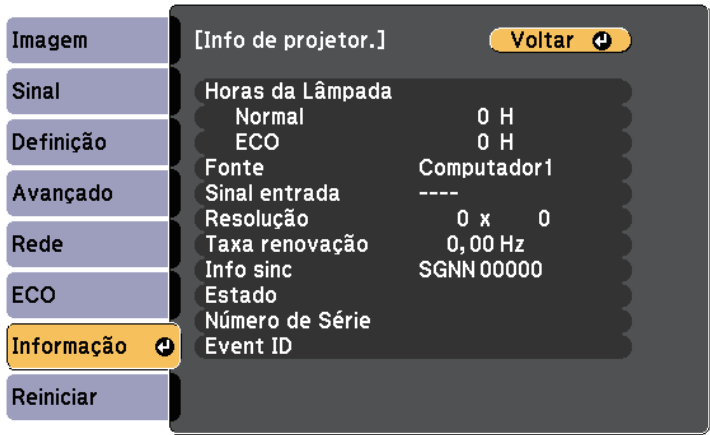 Imagem
Sinal
Definição
Avançado
Rede
ECO
Informação
Reiniciar
[Info de projetor.]
Voltar
Horas da Lâmpada
Normal 0 H
ECO 0 H
Fonte Computador1
Sinal entrada ----
Resolução 0 x 0
Taxa renovação 0,00 Hz
Info sinc SGNN 00000
Estado
Número de Série
Event ID